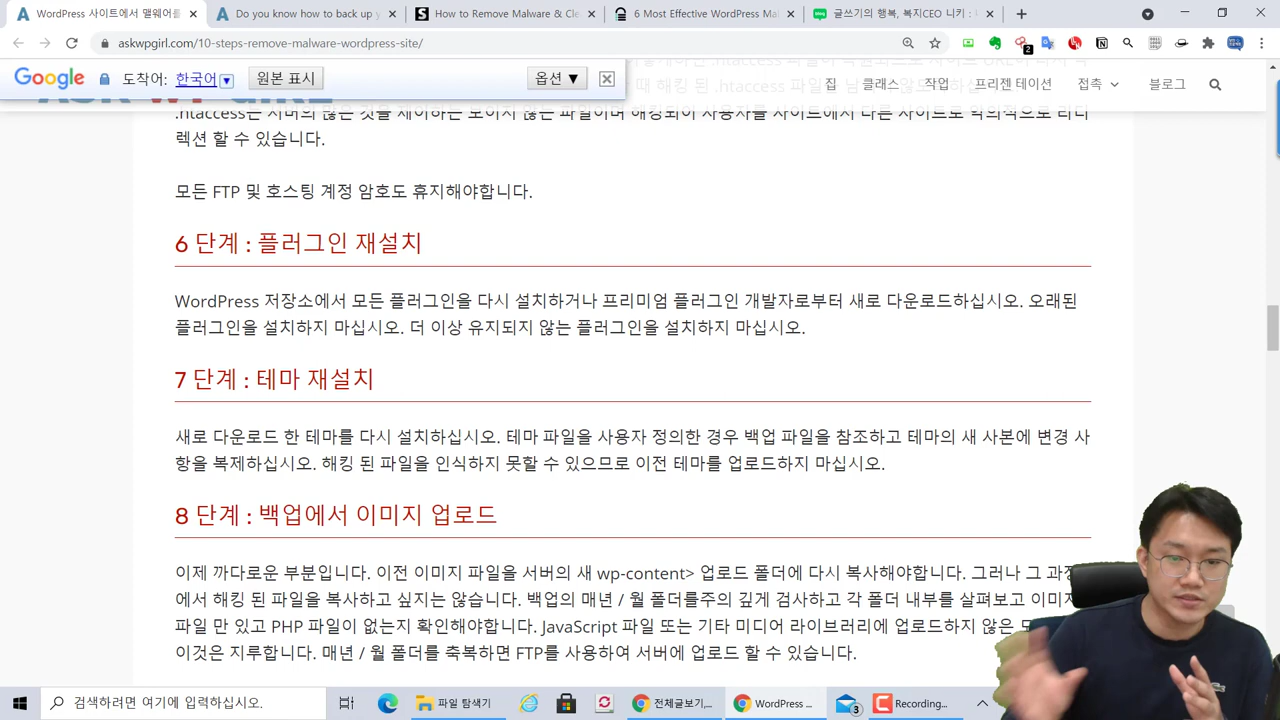 WordPress 사이트에서 맬웨어를
Do you know how to back up y
How to Remove Malware & Cle
6 Most Effective WordPress Mal
글쓰기의 행복, 복지CEO 니키 :
askwpgirl.com/10-steps-remove-malware-wordpress-site/
Google 도착어: 한국어 원본 표시 옵션 ▼
집 클래스 작업 프리젠 테이션 접촉 블로그
.htaccess는 서버의 많은 것을 제어하는 보이지 않는 파일이며 해킹되어 사용자를 사이트에서 다른 사이트로 악의적으로 리디
렉션 할 수 있습니다.
모든 FTP 및 호스팅 계정 암호도 휴지해야합니다.
6 단계 : 플러그인 재설치
WordPress 저장소에서 모든 플러그인을 다시 설치하거나 프리미엄 플러그인 개발자로부터 새로 다운로드하십시오. 오래된
플러그인을 설치하지 마십시오. 더 이상 유지되지 않는 플러그인을 설치하지 마십시오.
7 단계 : 테마 재설치
새로 다운로드 한 테마를 다시 설치하십시오. 테마 파일을 사용자 정의한 경우 백업 파일을 참조하고 테마의 새 사본에 변경 사
항을 복제하십시오. 해킹 된 파일을 인식하지 못할 수 있으므로 이전 테마를 업로드하지 마십시오.
8 단계 : 백업에서 이미지 업로드
이제 까다로운 부분입니다. 이전 이미지 파일을 서버의 새 wp-content> 업로드 폴더에 다시 복사해야합니다. 그러나 그 과정
에서 해킹 된 파일을 복사하고 싶지는 않습니다. 백업의 매년 / 월 폴더를주의 깊게 검사하고 각 폴더 내부를 살펴보고 이미지
파일 만 있고 PHP 파일이 없는지 확인해야합니다. JavaScript 파일 또는 기타 미디어 라이브러리에 업로드하지 않은
이것은 지루합니다. 매년 / 월 폴더를 축복하면 FTP를 사용하여 서버에 업로드 할 수 있습니다.
검색하려면 여기에 입력하십시오.
파일 탐색기
전체글보기,...
WordPress ...
3
Recording...